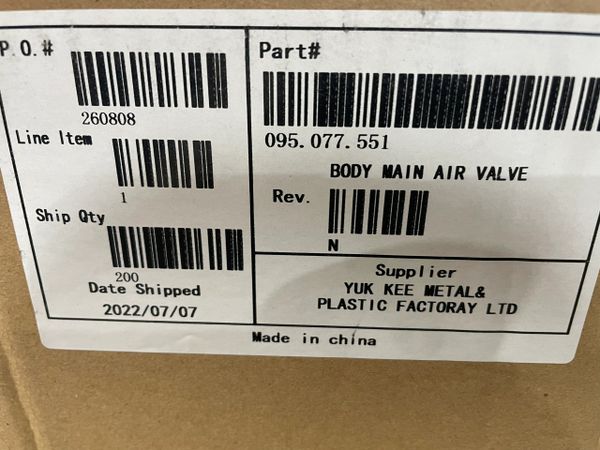 P.O.#
260808
Line Item
1
Ship Qty
200
Date Shipped
2022/07/07
Part#
095.077.551
BODY MAIN AIR VALVE
Rev.
N
Supplier
YUK KEE METAL&
PLASTIC FACTORAY LTD
Made in china